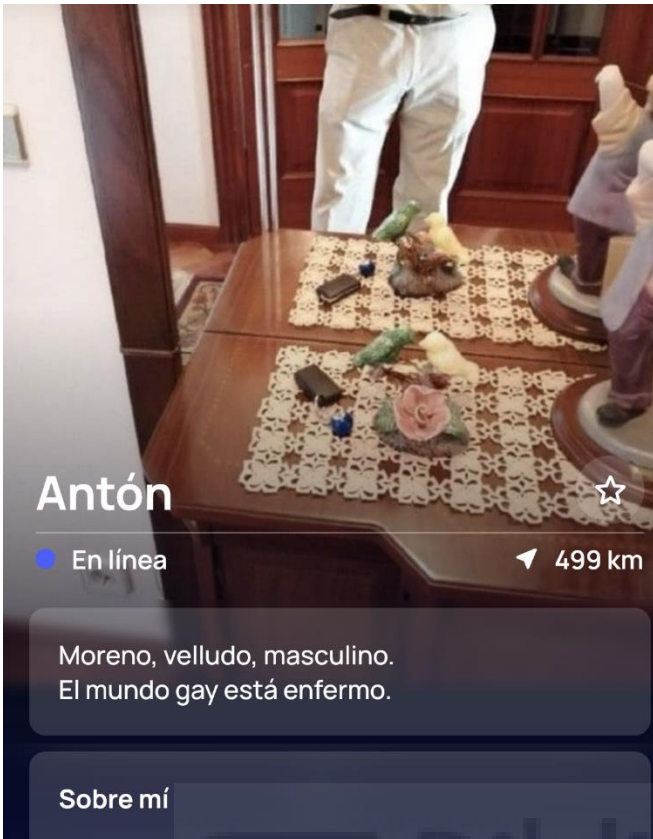 Antón
En línea
499 km
Moreno, velludo, masculino.
El mundo gay está enfermo.
Sobre mí